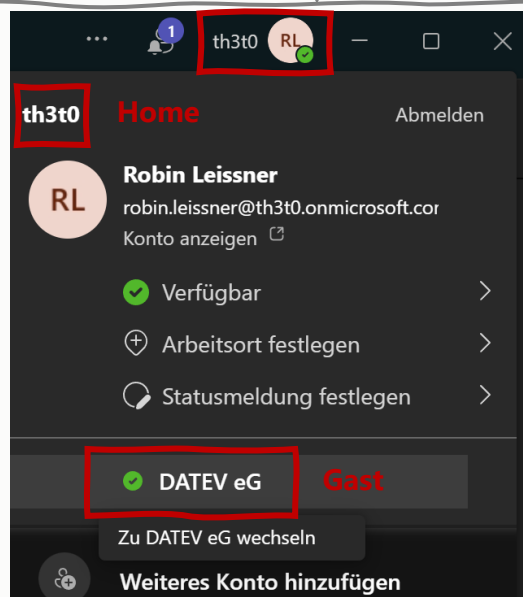 1
th3t0 RL
th3t0 Home Abmelden
RL
Robin Leissner
robin.leissner@th3t0.onmicrosoft.cor
Konto anzeigen
Verfügbar
Arbeitsort festlegen
Statusmeldung festlegen
DATEV eG Gast
Zu DATEV eG wechseln
Weiteres Konto hinzufügen